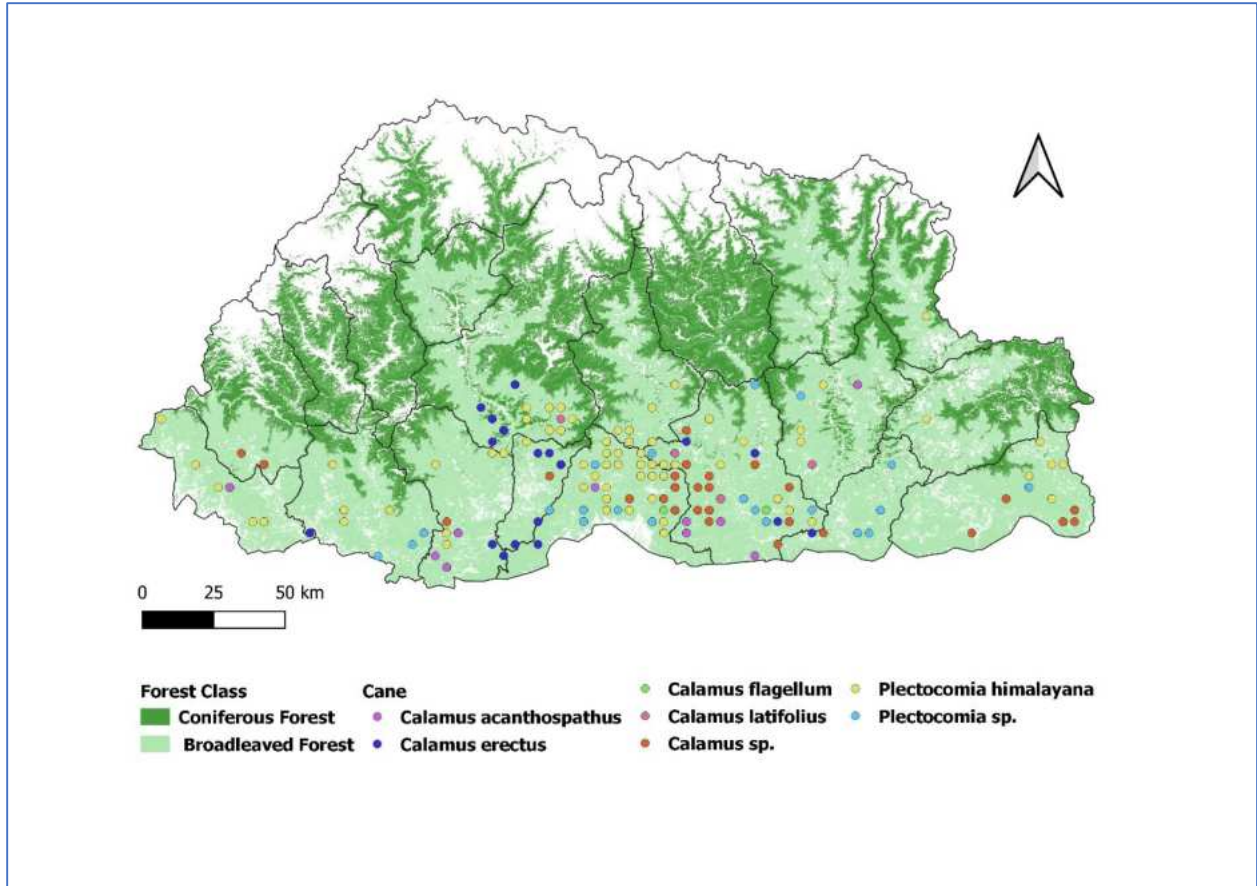 0 25 50 km
Forest Class
Coniferous Forest
Broadleaved Forest
Cane
Calamus acanthospathus
Calamus erectus
Calamus flagellum
Calamus latifolius
Calamus sp.
Plectocomia himalayana
Plectocomia sp.